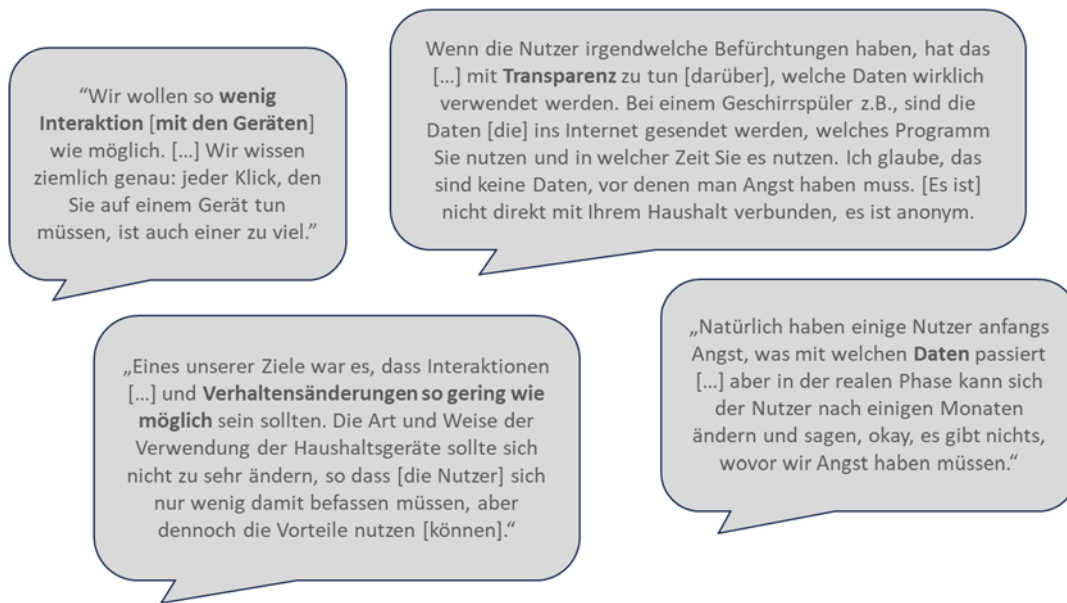 “Wir wollen so wenig
Interaktion [mit den Geräten]
wie möglich. […] Wir wissen
ziemlich genau: jeder Klick, den
Sie auf einem Gerät tun
müssen, ist auch einer zu viel.”
Wenn die Nutzer irgendwelche Befürchtungen haben, hat das
[…] mit Transparenz zu tun [darüber], welche Daten wirklich
verwendet werden. Bei einem Geschirrspüler z.B., sind die
Daten [die] ins Internet gesendet werden, welches Programm
Sie nutzen und in welcher Zeit Sie es nutzen. Ich glaube, das
sind keine Daten, vor denen man Angst haben muss. [Es ist]
nicht direkt mit Ihrem Haushalt verbunden, es ist anonym.
„Eines unserer Ziele war es, dass Interaktionen
[…] und Verhaltensänderungen so gering wie
möglich sein sollten. Die Art und Weise der
Verwendung der Haushaltsgeräte sollte sich
nicht zu sehr ändern, so dass [die Nutzer] sich
nur wenig damit befassen müssen, aber
dennoch die Vorteile nutzen [können].“
„Natürlich haben einige Nutzer anfangs
Angst, was mit welchen Daten passiert
[…] aber in der realen Phase kann sich
der Nutzer nach einigen Monaten
ändern und sagen, okay, es gibt nichts,
wovor wir Angst haben müssen.“